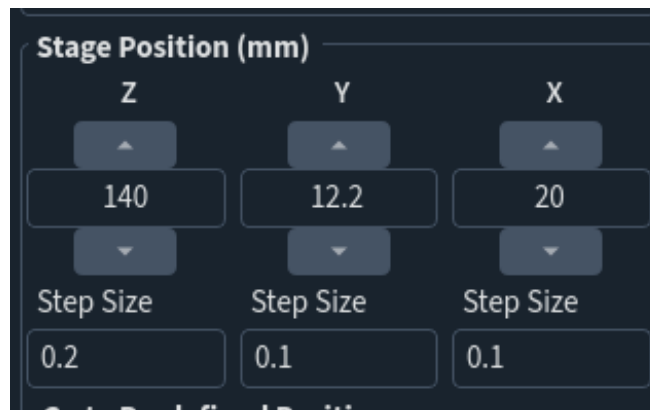 Stage Position (mm)
Z Y X
140 12.2 20
Step Size Step Size Step Size
0.2 0.1 0.1